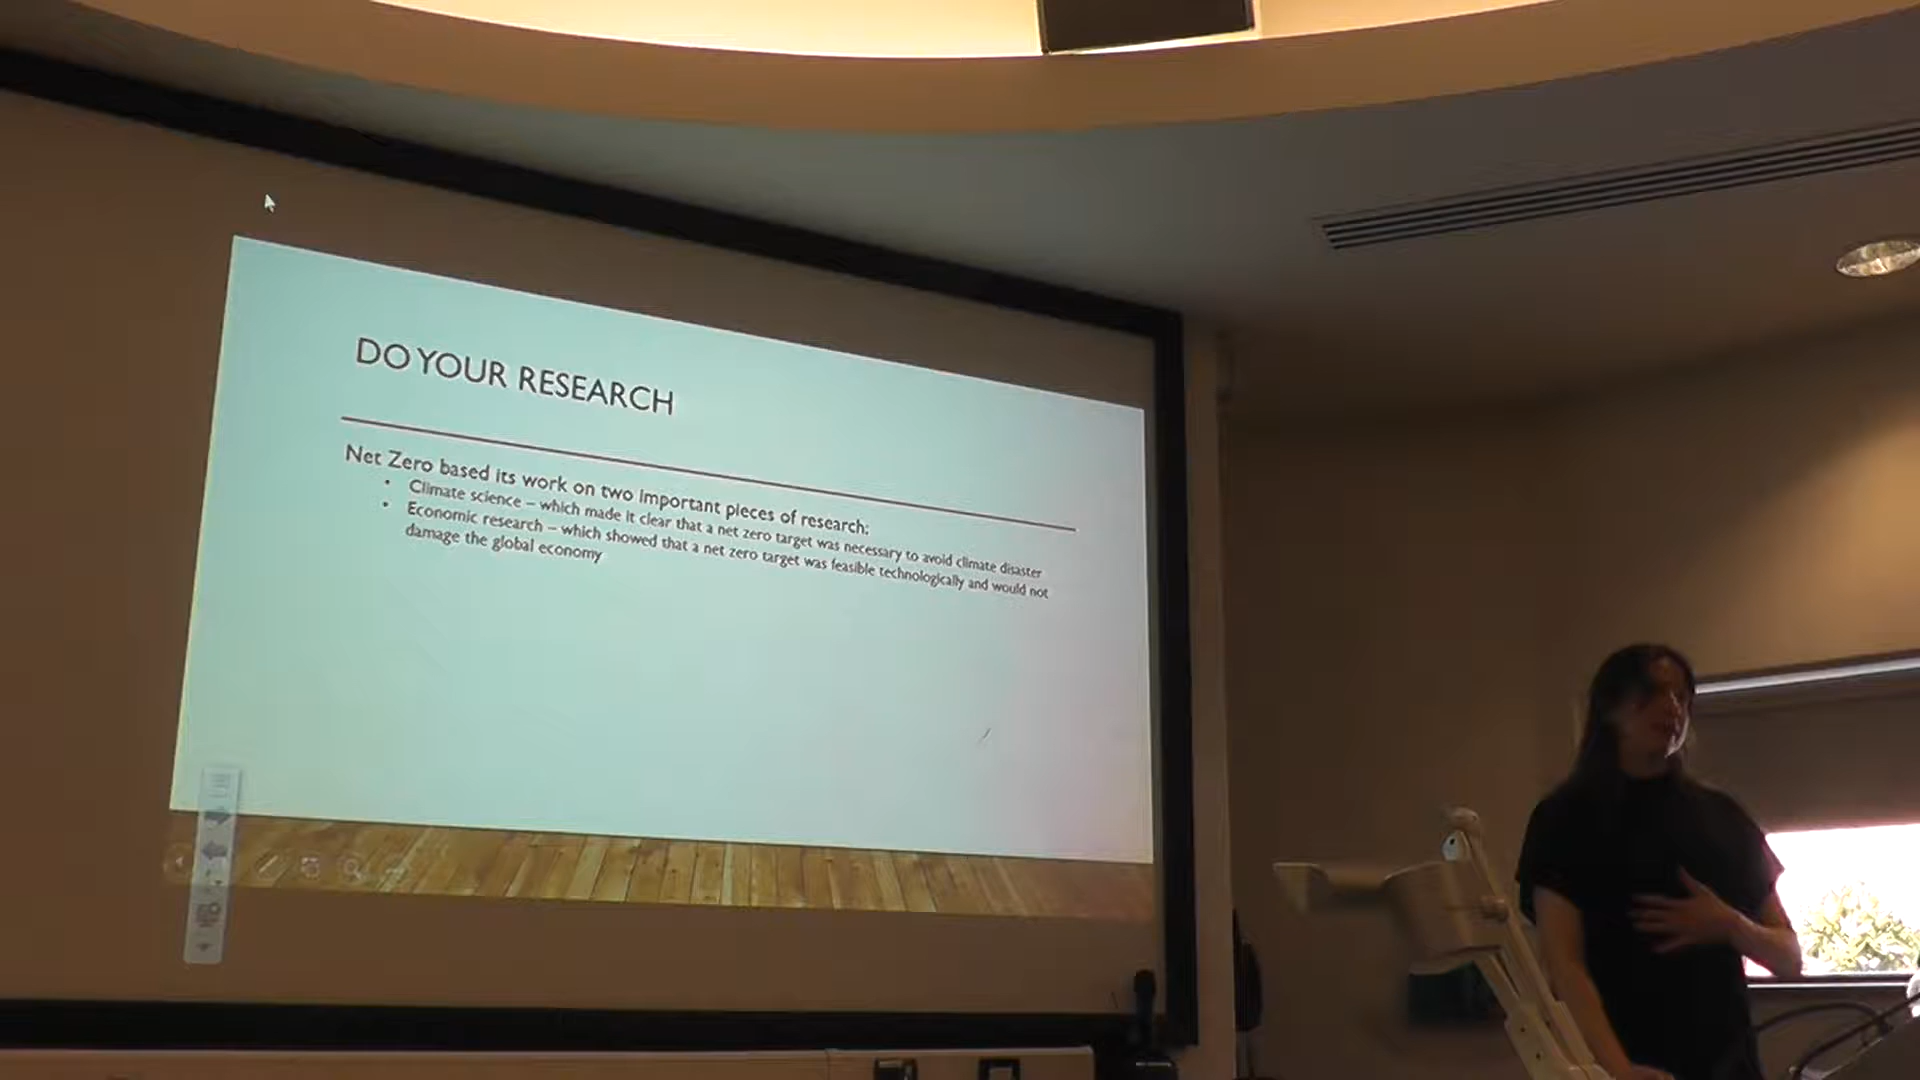 DO YOUR RESEARCH
Net Zero based its work on two important pieces of research:
• Climate science – which made it clear that a net zero target was necessary to avoid climate disaster
• Economic research – which showed that a net zero target was feasible technologically and would not
damage the global economy